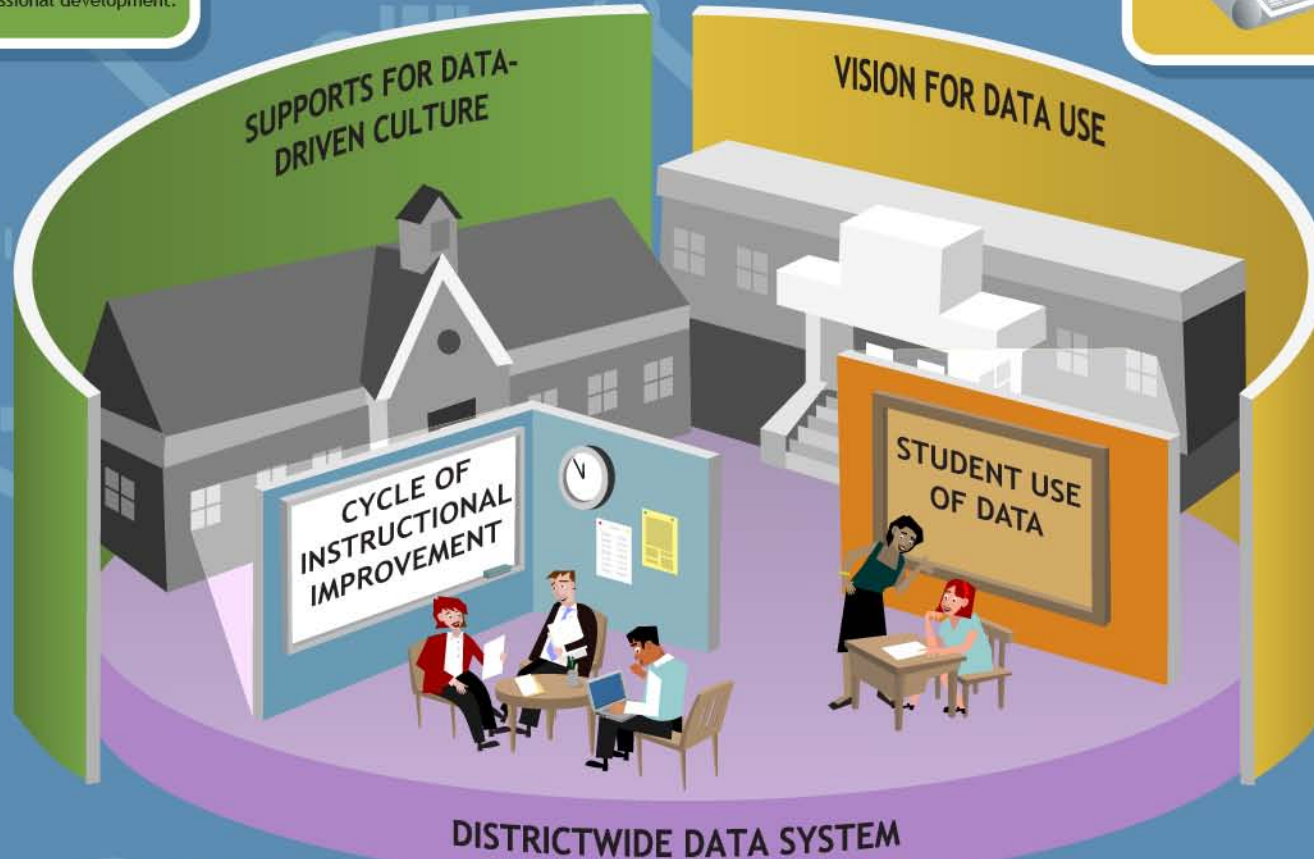 development.
SUPPORTS FOR DATA-
DRIVEN CULTURE
VISION FOR DATA USE
CYCLE OF
INSTRUCTIONAL
IMPROVEMENT
STUDENT USE
OF DATA
DISTRICTWIDE DATA SYSTEM